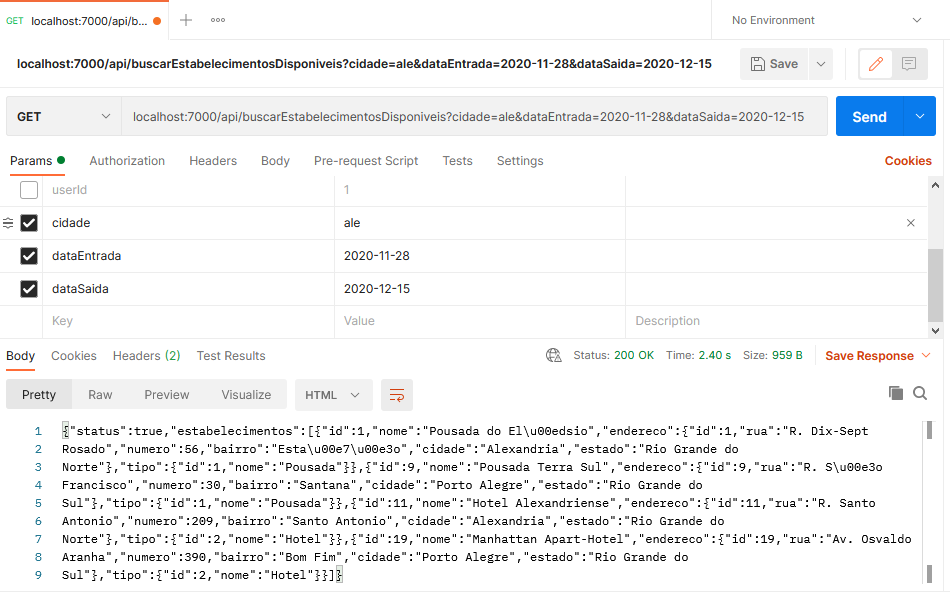 GET localhost:7000/api/b...
No Environment
localhost:7000/api/buscarEstabelecimentosDisponiveis?cidade=ale&dataEntrada=2020-11-28&dataSaida=2020-12-15
Save
GET
localhost:7000/api/buscarEstabelecimentosDisponiveis?cidade=ale&dataEntrada=2020-11-28&dataSaida=2020-12-15
Send
Params Authorization Headers Body Pre-request Script Tests Settings Cookies
userId 1
cidade ale
dataEntrada 2020-11-28
dataSaida 2020-12-15
Key Value Description
Body Cookies Headers (2) Test Results Status: 200 OK Time: 2.40 s Size: 959 B Save Response
Pretty Raw Preview Visualize HTML
1 {"status":true,"estabelecimentos":[{"id":1,"nome":"Pousada do El\u00edsio","endereco":{"id":1,"rua":"R. Dix-Sept
2 Rosado","numero":56,"bairro":"Esta\u00e7\u00e3o","cidade":"Alexandria","estado":"Rio Grande do
3 Norte"},"tipo":{"id":1,"nome":"Pousada"}},{"id":9,"nome":"Pousada Terra Sul","endereco":{"id":9,"rua":"R. S\u00e3o
4 Francisco","numero":30,"bairro":"Santana","cidade":"Porto Alegre","estado":"Rio Grande do
5 Sul"},"tipo":{"id":1,"nome":"Pousada"}},{"id":11,"nome":"Hotel Alexandriense","endereco":{"id":11,"rua":"R. Santo
6 Antonio","numero":209,"bairro":"Santo Antonio","cidade":"Alexandria","estado":"Rio Grande do
7 Norte"},"tipo":{"id":2,"nome":"Hotel"}},{"id":19,"nome":"Manhattan Apart-Hotel","endereco":{"id":19,"rua":"Av. Osvaldo
8 Aranha","numero":390,"bairro":"Bom Fim","cidade":"Porto Alegre","estado":"Rio Grande do
9 Sul"},"tipo":{"id":2,"nome":"Hotel"}}]}